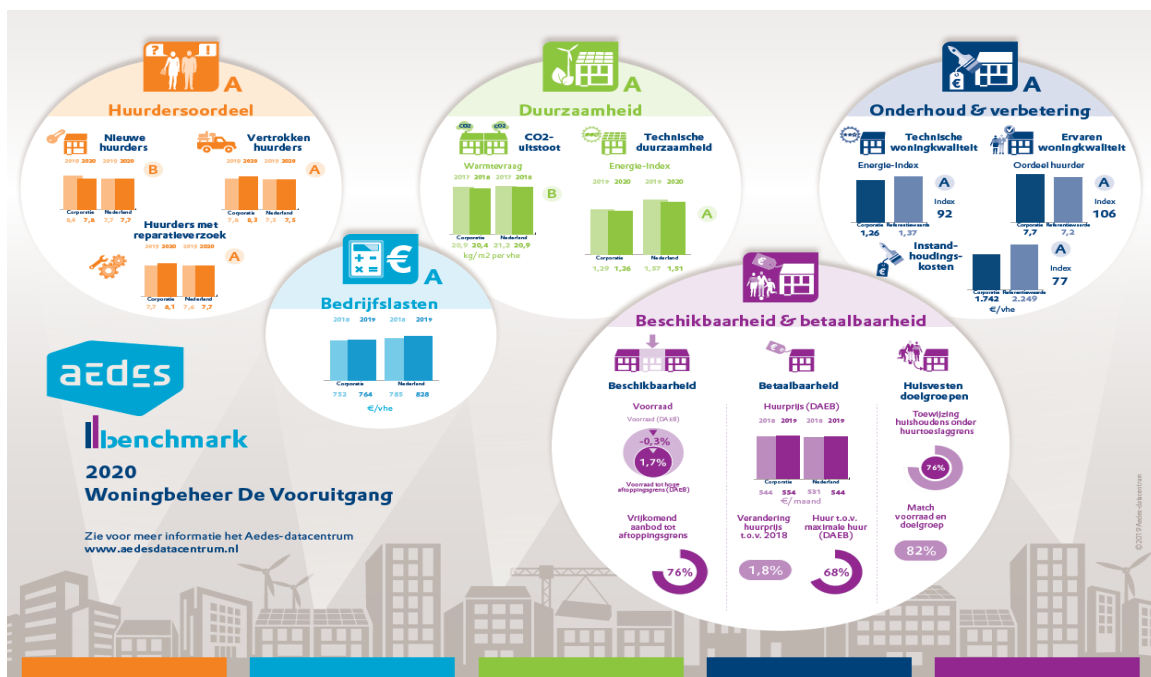 ? !
A
Huurdersoordeel
Nieuwe
huurders
2019 2020 2019 2020
B
Corporatie Nederland
7,8 7,7 7,7
Vertrokken
huurders
2019 2020 2019 2020
A
Corporatie Nederland
8,3 7,5
Huurders met
reparatieverzoek
2019 2020 2019 2020
A
Corporatie Nederland
7,7 8,1 7,6 7,7
€
A
Bedrijfslasten
2018 2019 2018 2019
Corporatie Nederland
752 764 785 828
€/vhe
A
Duurzaamheid
CO2 CO2
CO2-
uitstoot
Warmtevraag
2017 2018 2017 2018
B
Corporatie Nederland
20,9 20,4 21,2 20,9
kg/m2 per vhe
Technische
duurzaamheid
Energie-Index
2019 2020 2019 2020
A
Corporatie Nederland
1,29 1,26 1,57 1,51
€
A
Onderhoud & verbetering
Technische
woningkwaliteit
Energie-Index
A
Index
92
Corporatie Referentiewaarde
1,26 1,37
Ervaren
woningkwaliteit
Oordeel huurder
A
Index
106
Corporatie Referentiewaarde
7,7 7,2
Instand-
houdings-
kosten
A
Index
77
Corporatie Referentiewaarde
1.742 2.249
€/vhe
Beschikbaarheid & betaalbaarheid
Beschikbaarheid
Voorraad
Voorraad (DAEB)
-0,3%
1,7%
Voorraad tot hoge
aftoppingsgrens (DAEB)
Vrijkomend
aanbod tot
aftoppingsgrens
76%
Betaalbaarheid
Huurprijs (DAEB)
2018 2019 2018 2019
Corporatie Nederland
544 554 531 544
€/maand
Verandering
huurprijs
t.o.v. 2018
1,8%
Huur t.o.v.
maximale huur
(DAEB)
68%
Huisvesten
doelgroepen
Toewijzing
huishoudens onder
huurtoeslaggrens
76%
Match
voorraad en
doelgroep
82%
aedes
benchmark
2020
Woningbeheer De Vooruitgang
Zie voor meer informatie het Aedes-datacentrum
www.aedesdatacentrum.nl
© 2019 Aedes-datacentrum